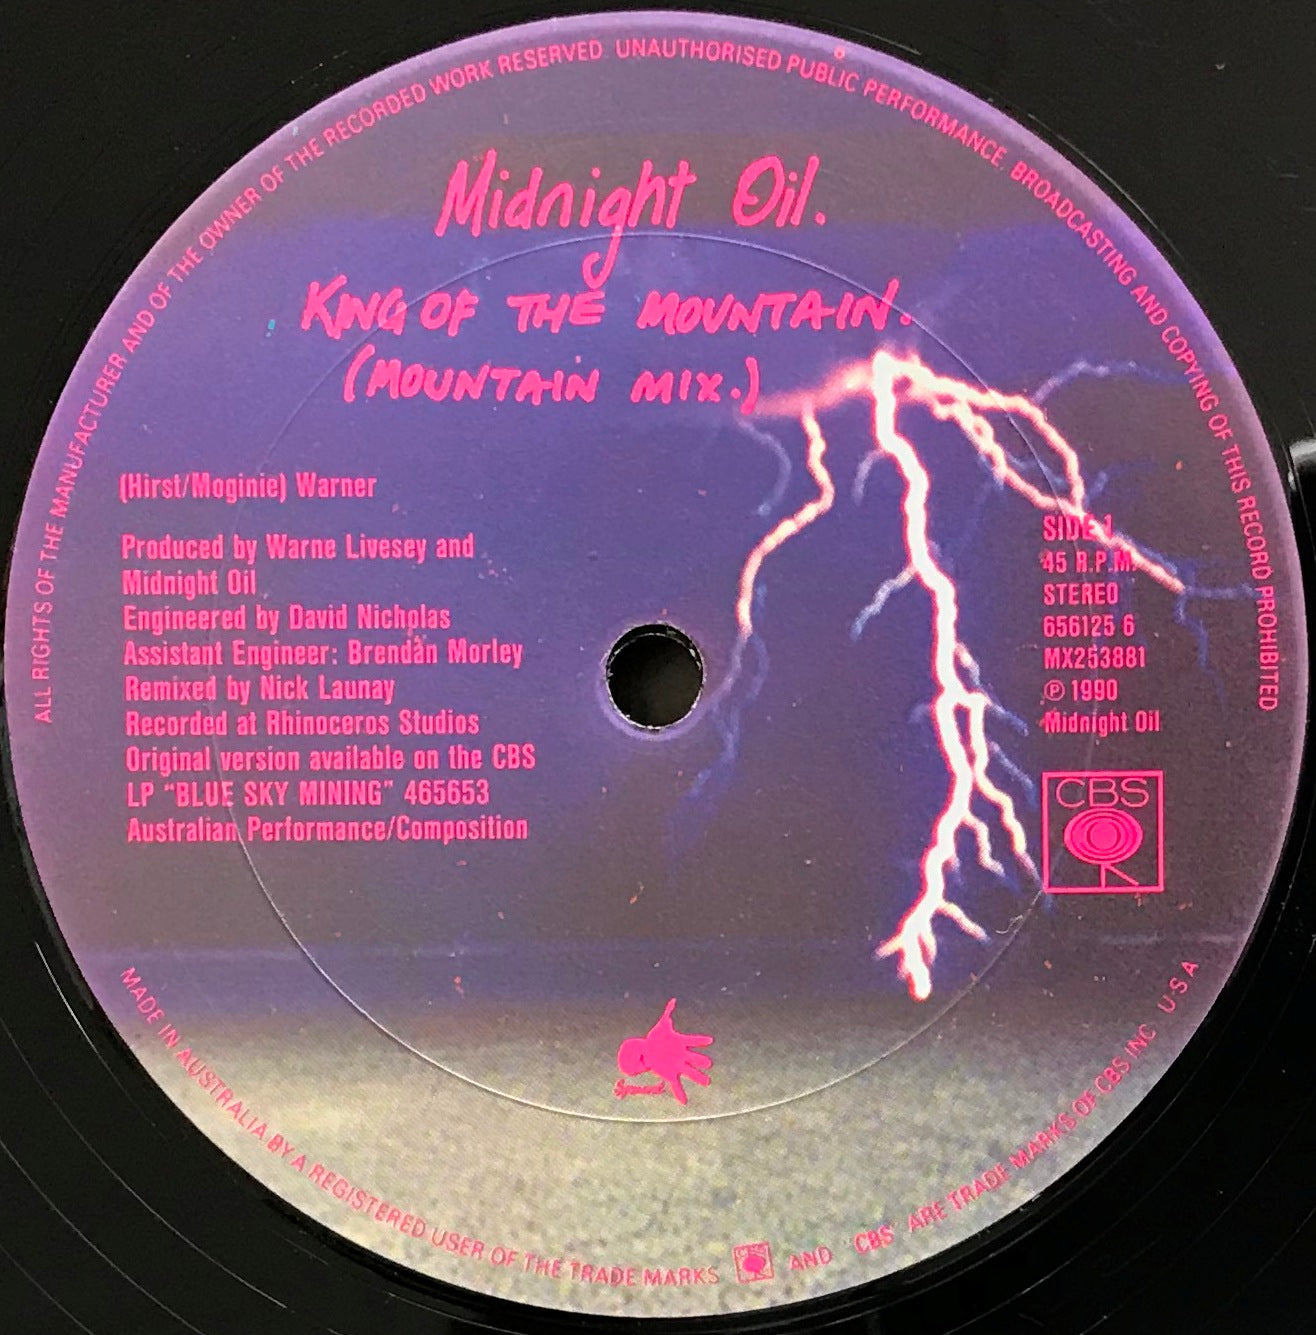 ALL RIGHTS OF THE MANUFACTURER AND OF THE OWNER OF THE RECORDED WORK RESERVED. UNAUTHORISED PUBLIC PERFORMANCE. BROADCASTING AND COPYING OF THIS RECORD PROHIBITED
Midnight Oil.
KING OF THE MOUNTAIN.
(MOUNTAIN MIX.)
(Hirst/Moginie) Warner
Produced by Warne Livesey and
Midnight Oil
Engineered by David Nicholas
Assistant Engineer: Brendan Morley
Remixed by Nick Launay
Recorded at Rhinoceros Studios
Original version available on the CBS
LP “BLUE SKY MINING” 465653
Australian Performance/Composition
SIDE 1
45 R.P.M.
STEREO
656125 6
MX253881
℗ 1990
Midnight Oil
CBS
Sprint
MADE IN AUSTRALIA BY A REGISTERED USER OF THE TRADE MARKS CBS AND "CBS" ARE TRADE MARKS OF CBS INC U·S·A